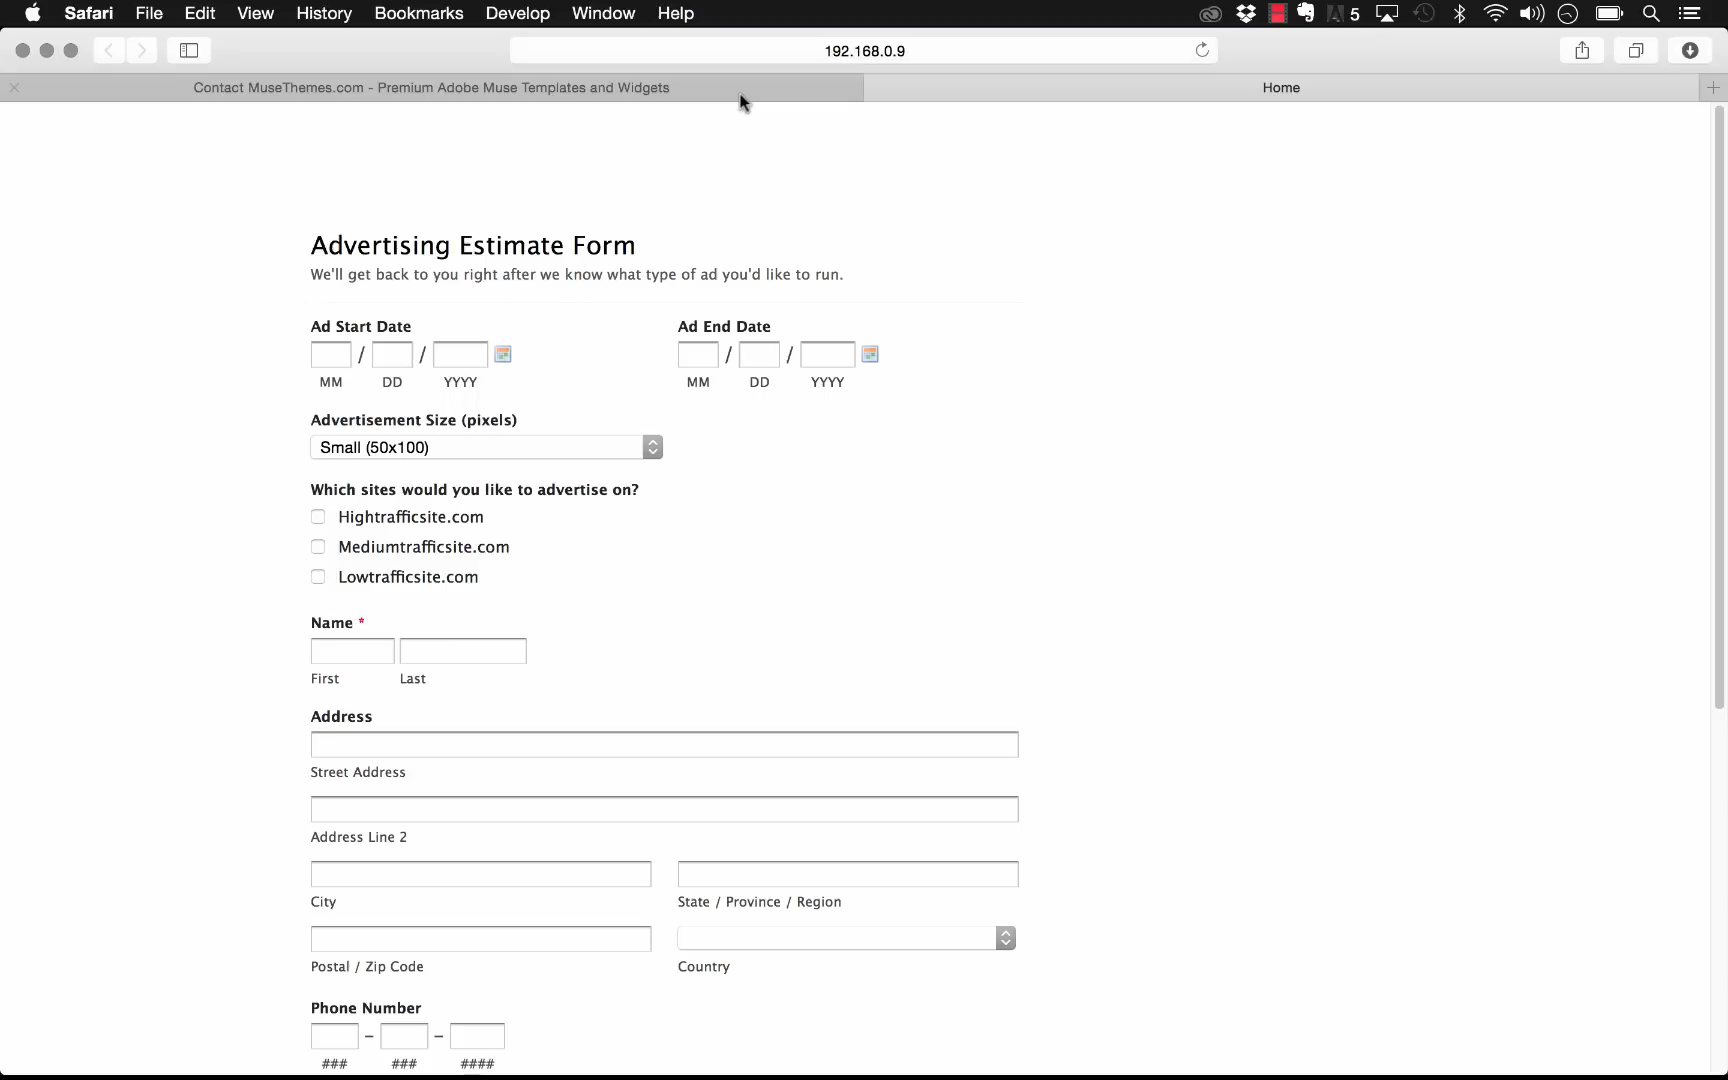 Safari File Edit View History Bookmarks Develop Window Help 5
192.168.0.9
Contact MuseThemes.com - Premium Adobe Muse Templates and Widgets
Home
Advertising Estimate Form
We'll get back to you right after we know what type of ad you'd like to run.
Ad Start Date
Ad End Date
/ / / /
MM DD YYYY MM DD YYYY
Advertisement Size (pixels)
Small (50x100)
Which sites would you like to advertise on?
Hightrafficsite.com
Mediumtrafficsite.com
Lowtrafficsite.com
Name *
First Last
Address
Street Address
Address Line 2
City State / Province / Region
Postal / Zip Code Country
Phone Number
– –
### ### ####